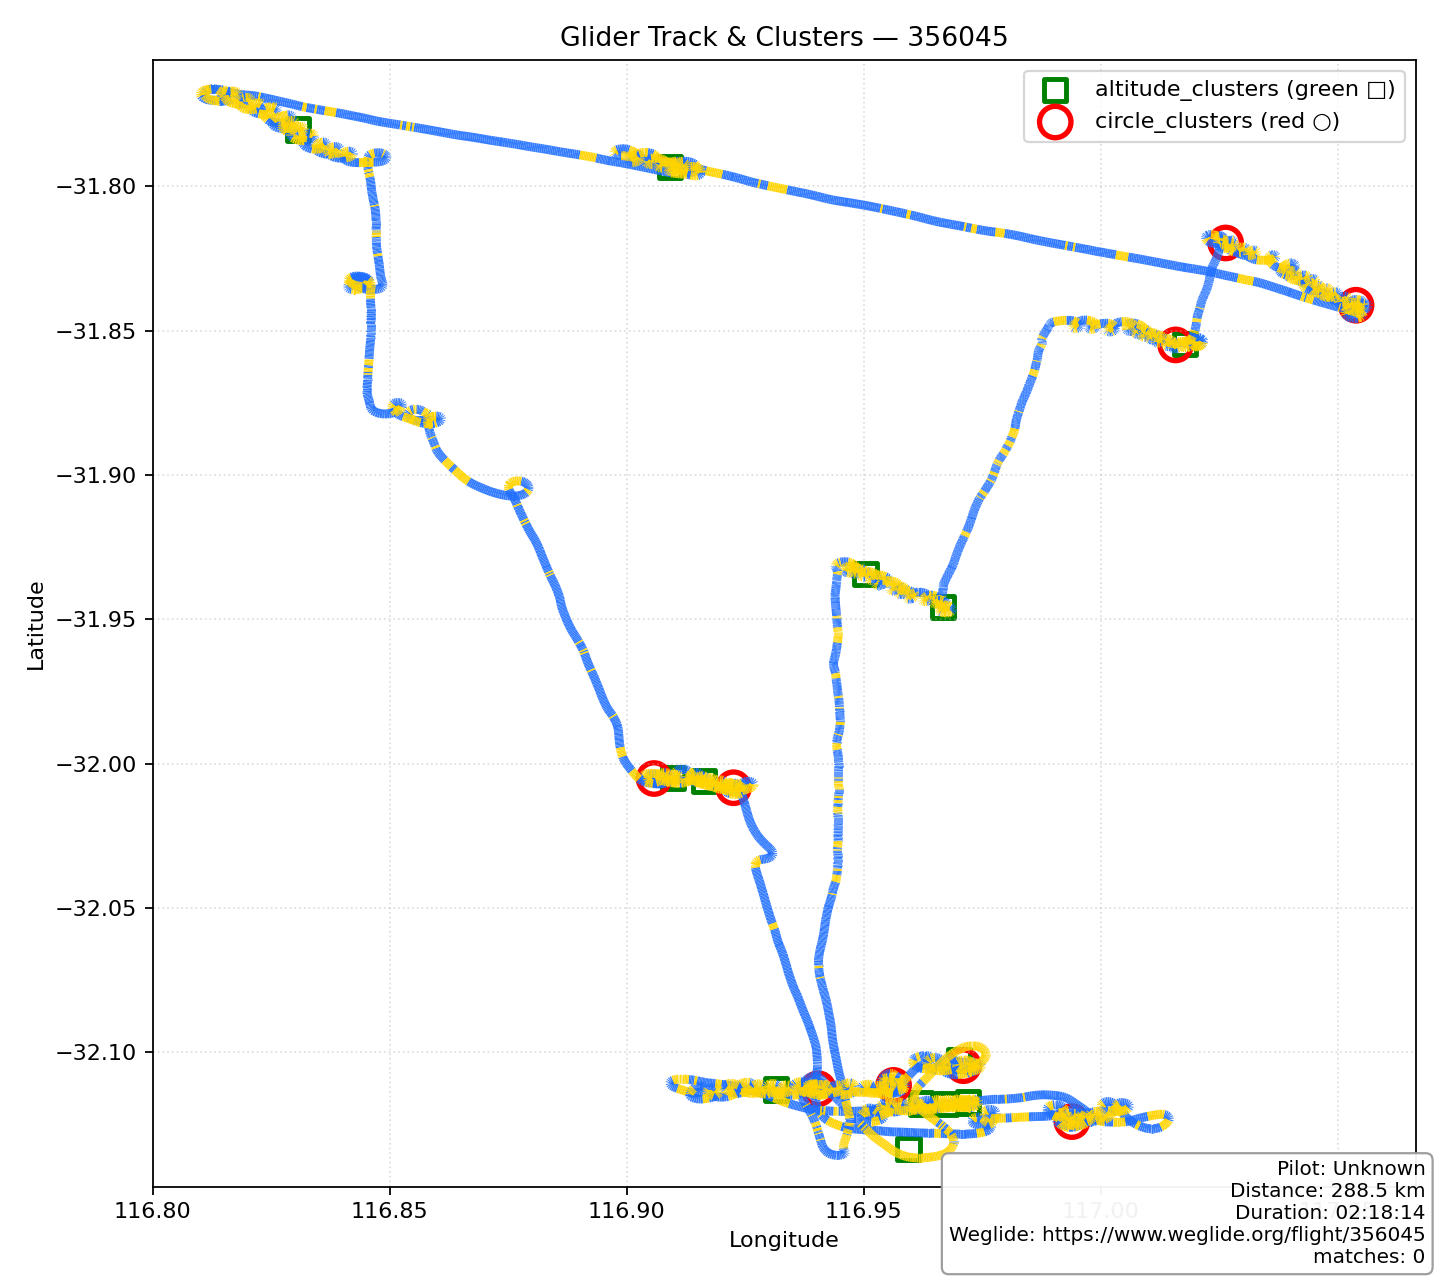 Glider Track & Clusters — 356045
altitude_clusters (green □)
circle_clusters (red ○)
−31.80
−31.85
−31.90
−31.95
−32.00
−32.05
−32.10
Latitude
116.80
116.85
116.90
116.95
117.00
Longitude
Pilot: Unknown
Distance: 288.5 km
Duration: 02:18:14
Weglide: https://www.weglide.org/flight/356045
matches: 0